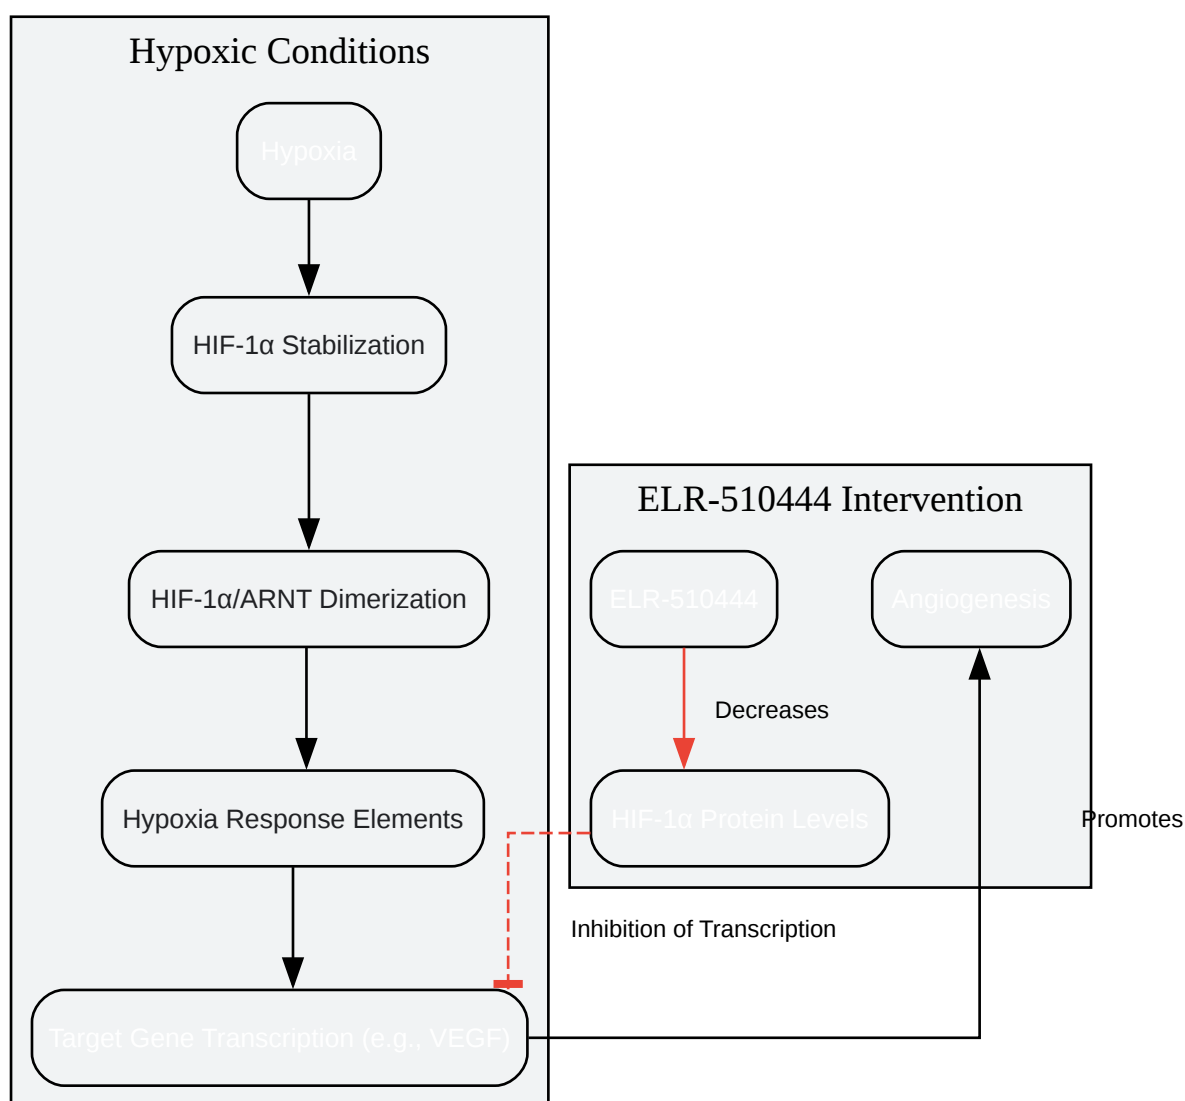 Hypoxic Conditions
Hypoxia
HIF-1α Stabilization
HIF-1α/ARNT Dimerization
Hypoxia Response Elements
Target Gene Transcription (e.g., VEGF)
ELR-510444 Intervention
ELR-510444
Angiogenesis
Decreases
HIF-1α Protein Levels
Promotes
Inhibition of Transcription